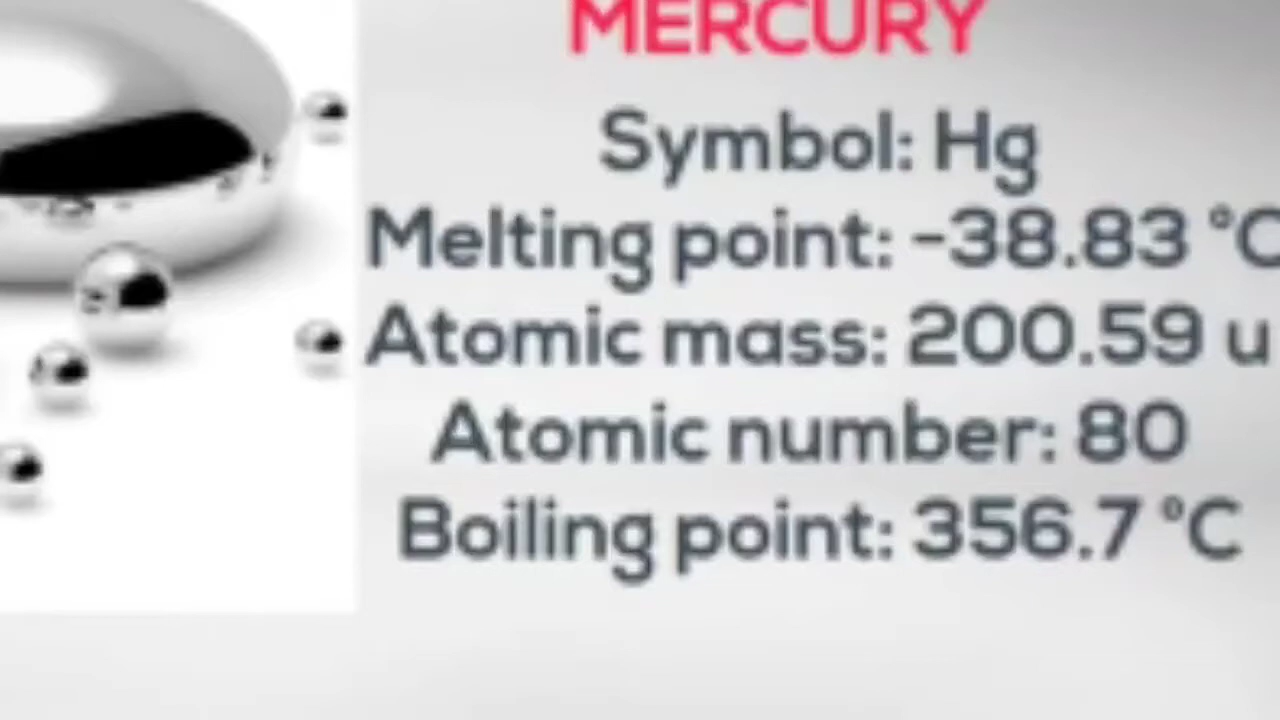 MERCURY
Symbol: Hg
Melting point: -38.83 °C
Atomic mass: 200.59 u
Atomic number: 80
Boiling point: 356.7 °C